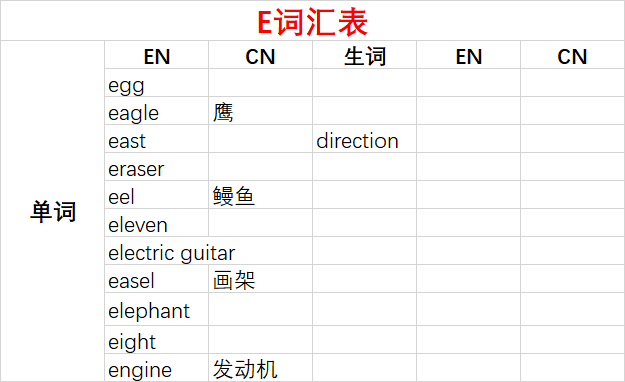 E词汇表
EN CN 生词 EN CN
单词
egg
eagle 鹰
east direction
eraser
eel 鳗鱼
eleven
electric guitar
easel 画架
elephant
eight
engine 发动机